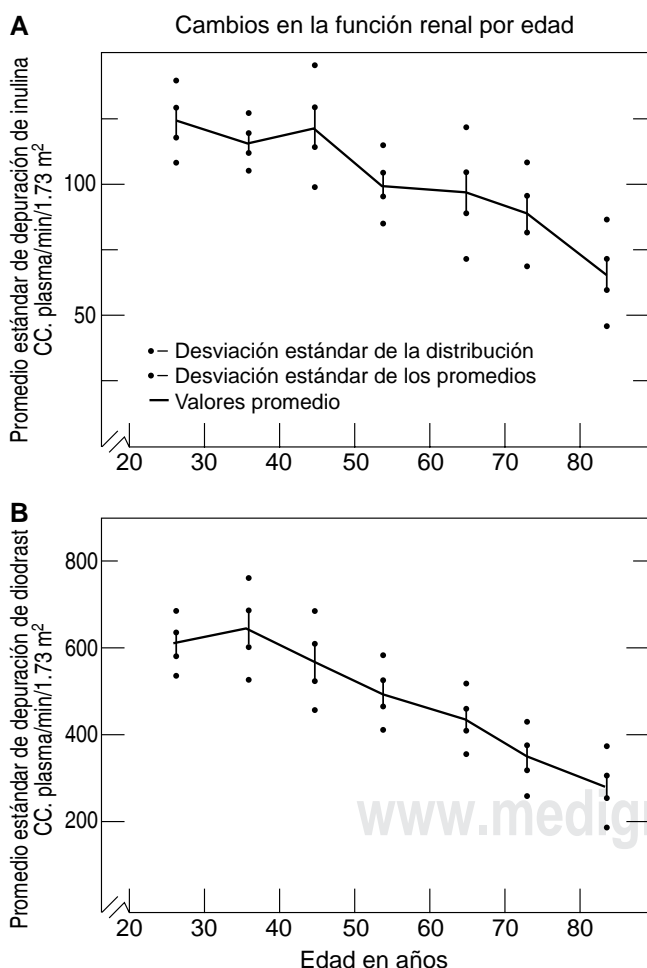 A
Cambios en la función renal por edad
Promedio estándar de depuración de inulina
CC. plasma/min/1.73 m²
100
50
•– Desviación estándar de la distribución
•– Desviación estándar de los promedios
— Valores promedio
20 30 40 50 60 70 80
B
Promedio estándar de depuración de diodrast
CC. plasma/min/1.73 m²
800
600
400
200
www.medigr
20 30 40 50 60 70 80
Edad en años